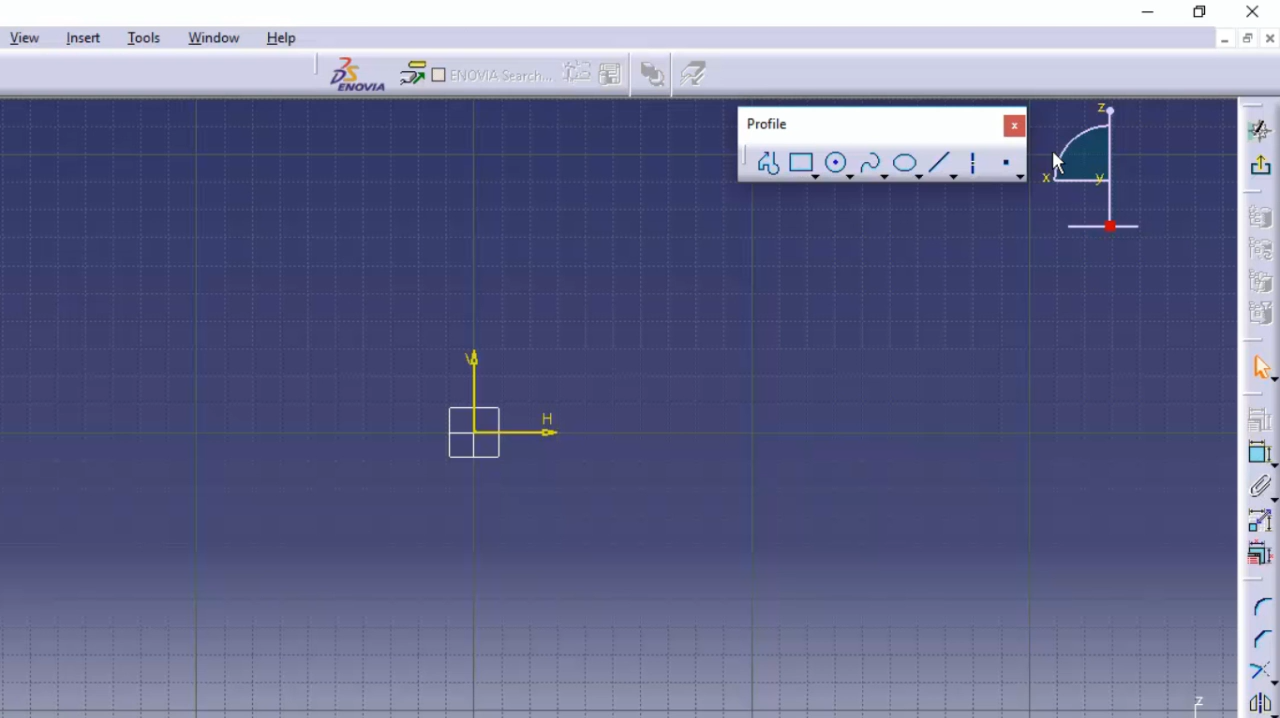 View Insert Tools Window Help
ENOVIA ENOVIA Search...
Profile
z
x y
V
H
z